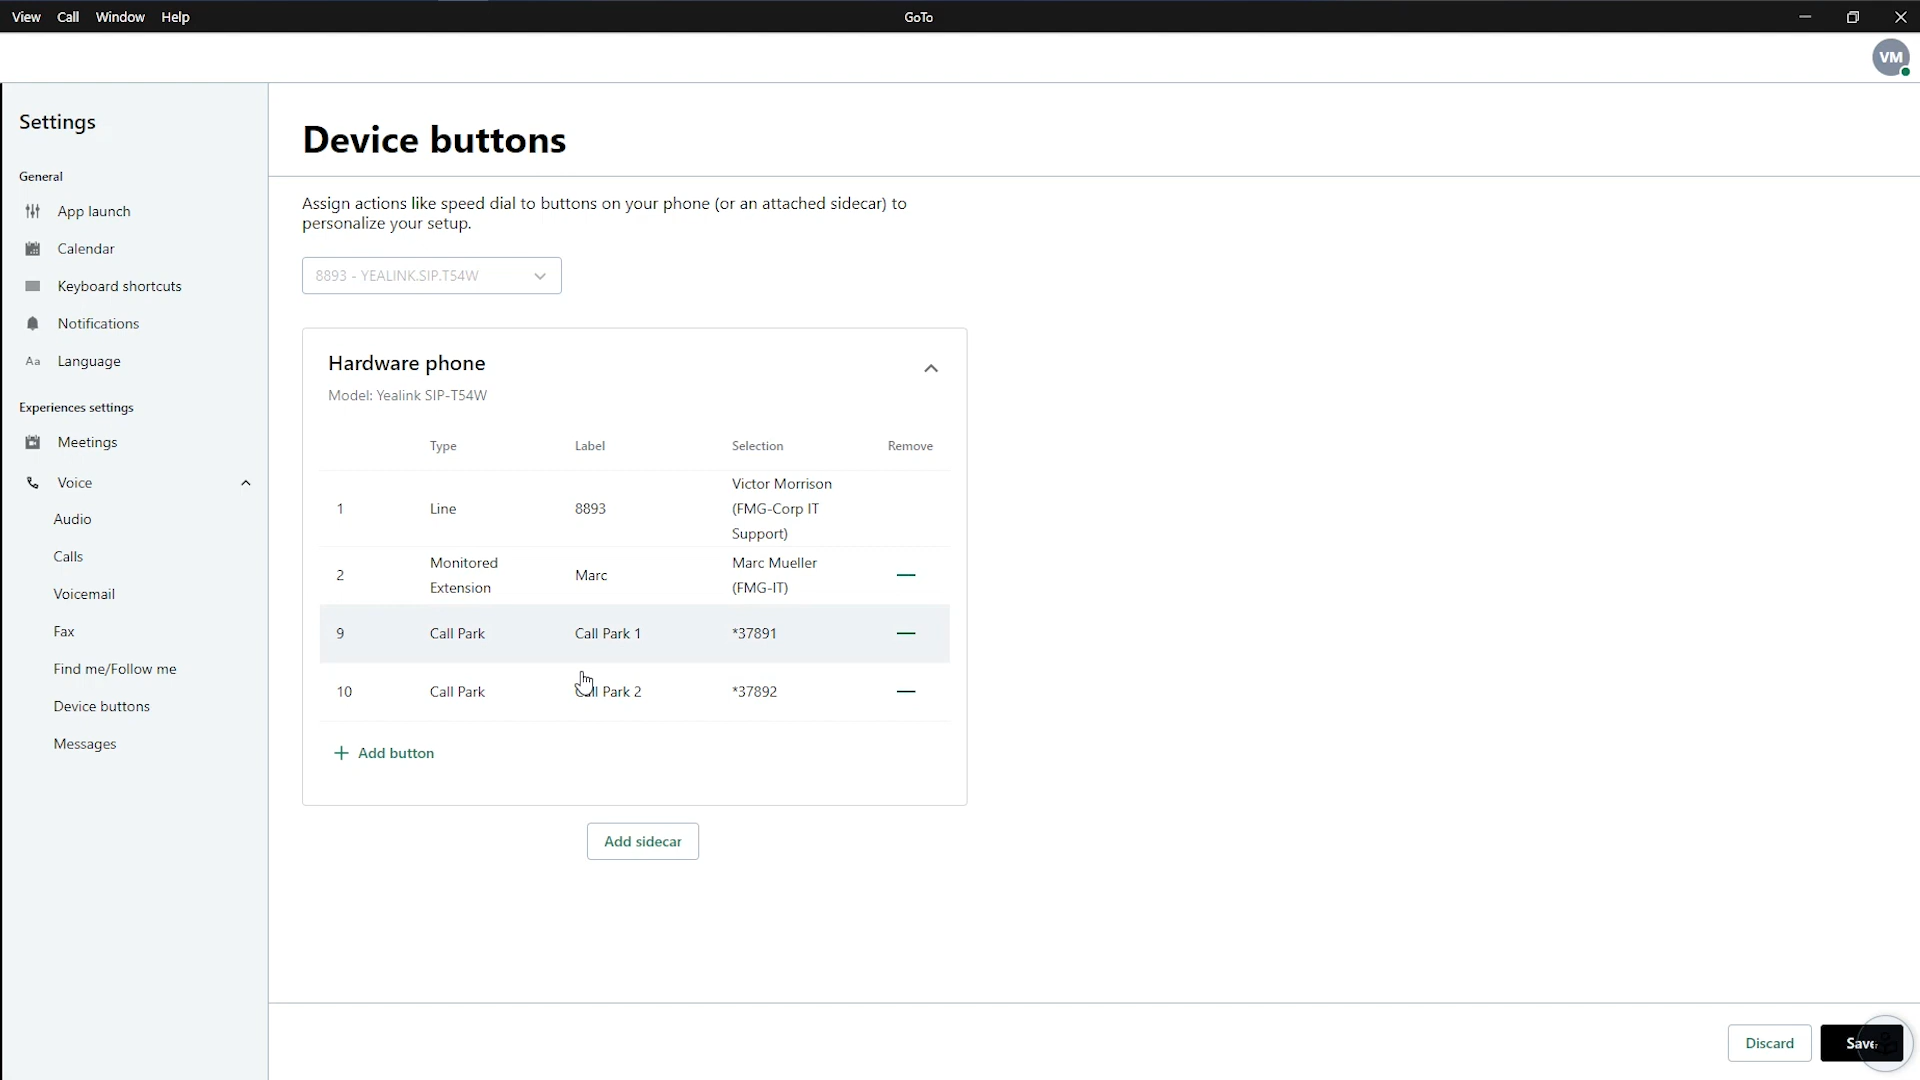 View Call Window Help
GoTo
VM
Settings
General
App launch
Calendar
Keyboard shortcuts
Notifications
Aa Language
Experiences settings
Meetings
Voice
Audio
Calls
Voicemail
Fax
Find me/Follow me
Device buttons
Messages
Device buttons
Assign actions like speed dial to buttons on your phone (or an attached sidecar) to
personalize your setup.
8893 - YEALINK.SIP.T54W
Hardware phone
Model: Yealink SIP-T54W
Type Label Selection Remove
1 Line 8893 Victor Morrison
(FMG-Corp IT
Support)
2 Monitored
Extension
Marc
Marc Mueller
(FMG-IT)
9 Call Park Call Park 1 *37891
10 Call Park Call Park 2 *37892
+ Add button
Add sidecar
Discard
Save